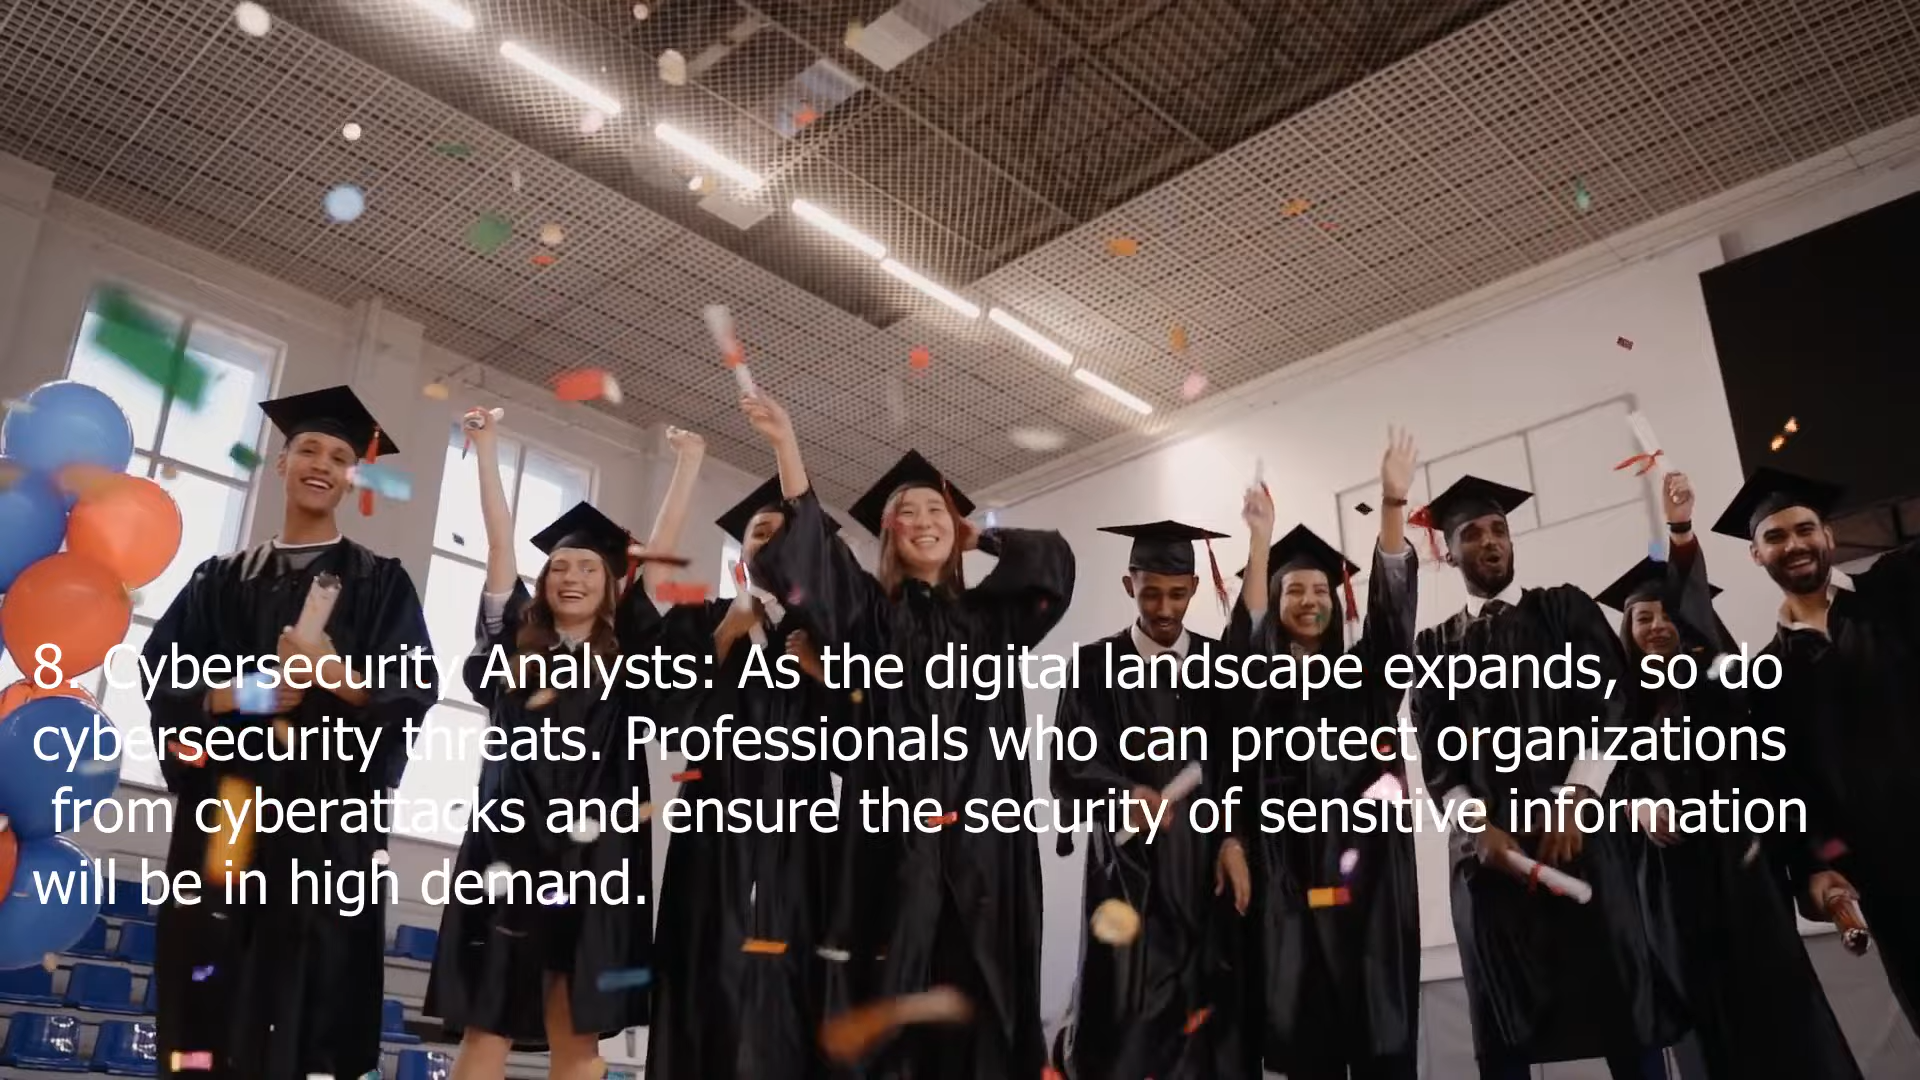 8. Cybersecurity Analysts: As the digital landscape expands, so do
cybersecurity threats. Professionals who can protect organizations
from cyberattacks and ensure the security of sensitive information
will be in high demand.